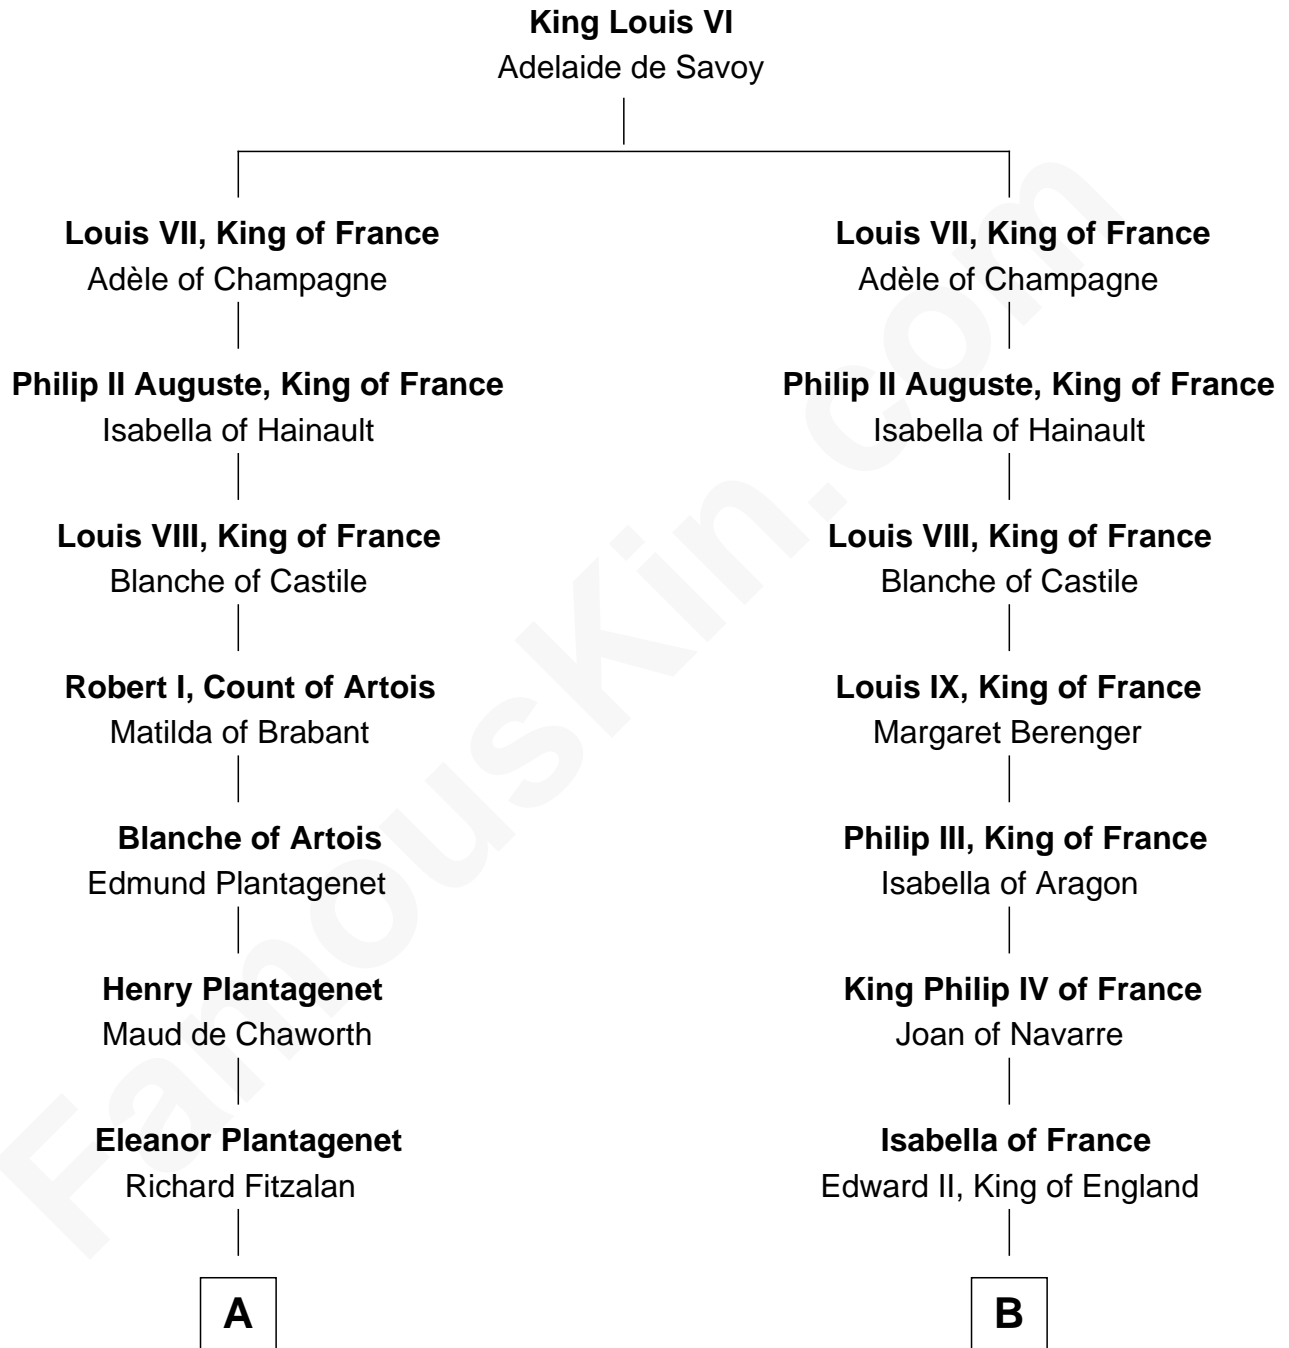 King Louis VI
Adelaide de Savoy
Louis VII, King of France
Adèle of Champagne
Philip II Auguste, King of France
Isabella of Hainault
Louis VIII, King of France
Blanche of Castile
Robert I, Count of Artois
Matilda of Brabant
Blanche of Artois
Edmund Plantagenet
Henry Plantagenet
Maud de Chaworth
Eleanor Plantagenet
Richard Fitzalan
A
Louis VII, King of France
Adèle of Champagne
Philip II Auguste, King of France
Isabella of Hainault
Louis VIII, King of France
Blanche of Castile
Louis IX, King of France
Margaret Berenger
Philip III, King of France
Isabella of Aragon
King Philip IV of France
Joan of Navarre
Isabella of France
Edward II, King of England
B
FamousKin.com